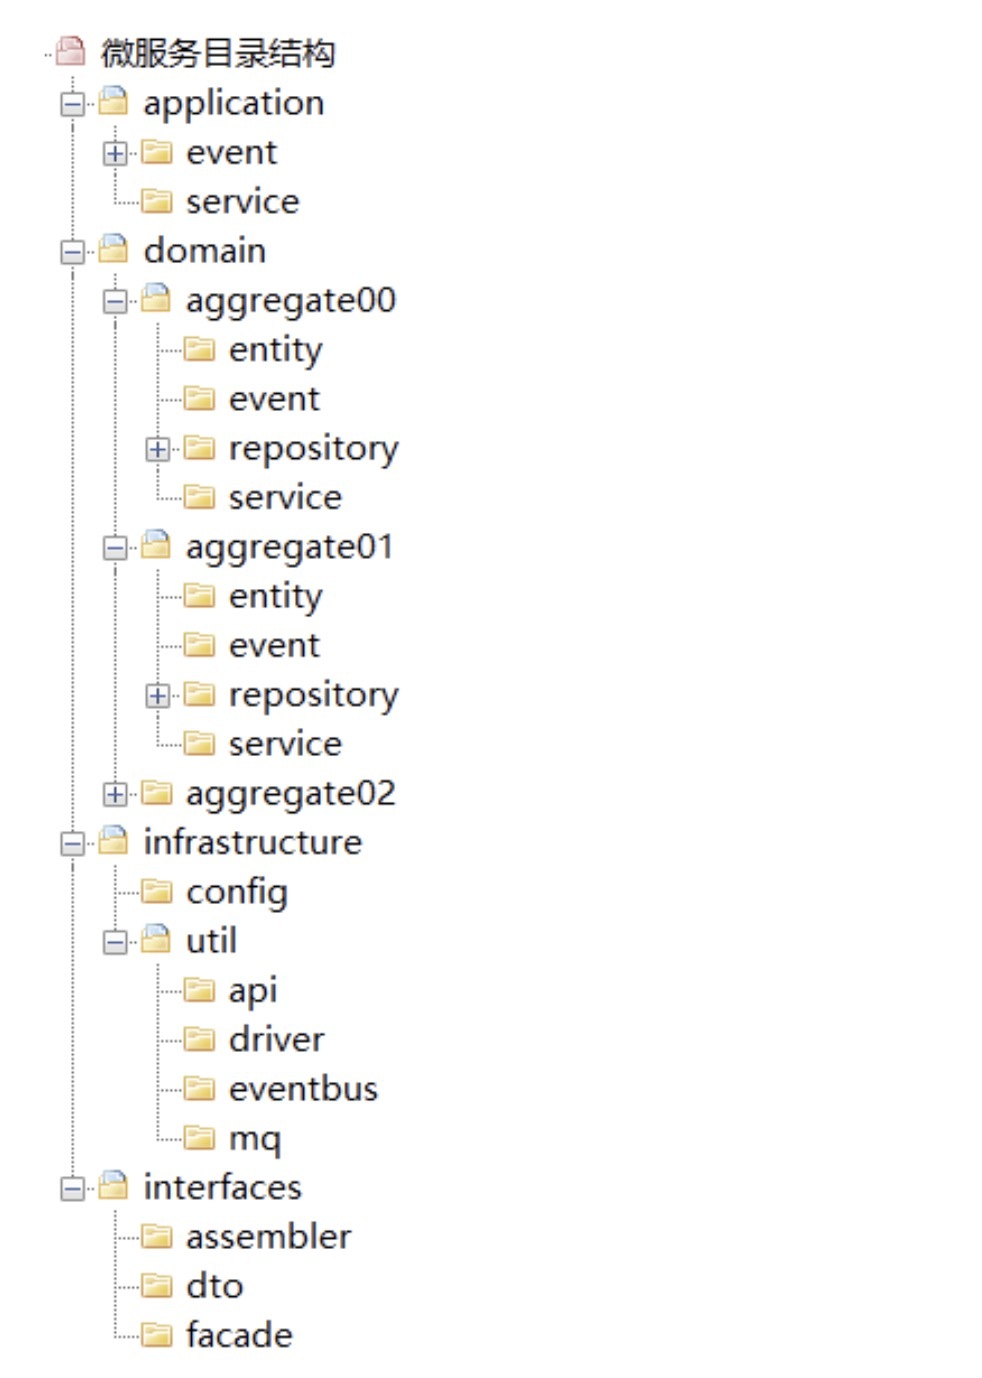 微服务目录结构
application
event
service
domain
aggregate00
entity
event
repository
service
aggregate01
entity
event
repository
service
aggregate02
infrastructure
config
util
api
driver
eventbus
mq
interfaces
assembler
dto
facade